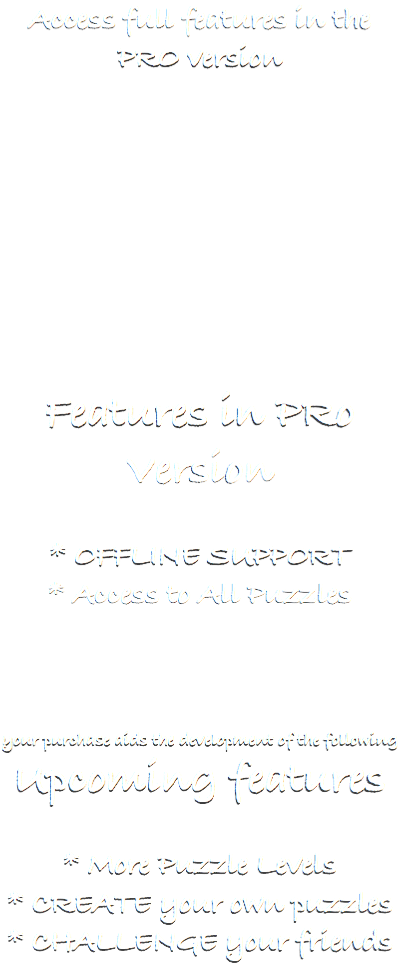 Access full features in the
PRO version
Features in PRo
Version
* OFFLINE SUPPORT
* Access to All Puzzles
your purchase aids the development of the following
Upcoming features
* More Puzzle Levels
* CREATE your own puzzles
* CHALLENGE your friends